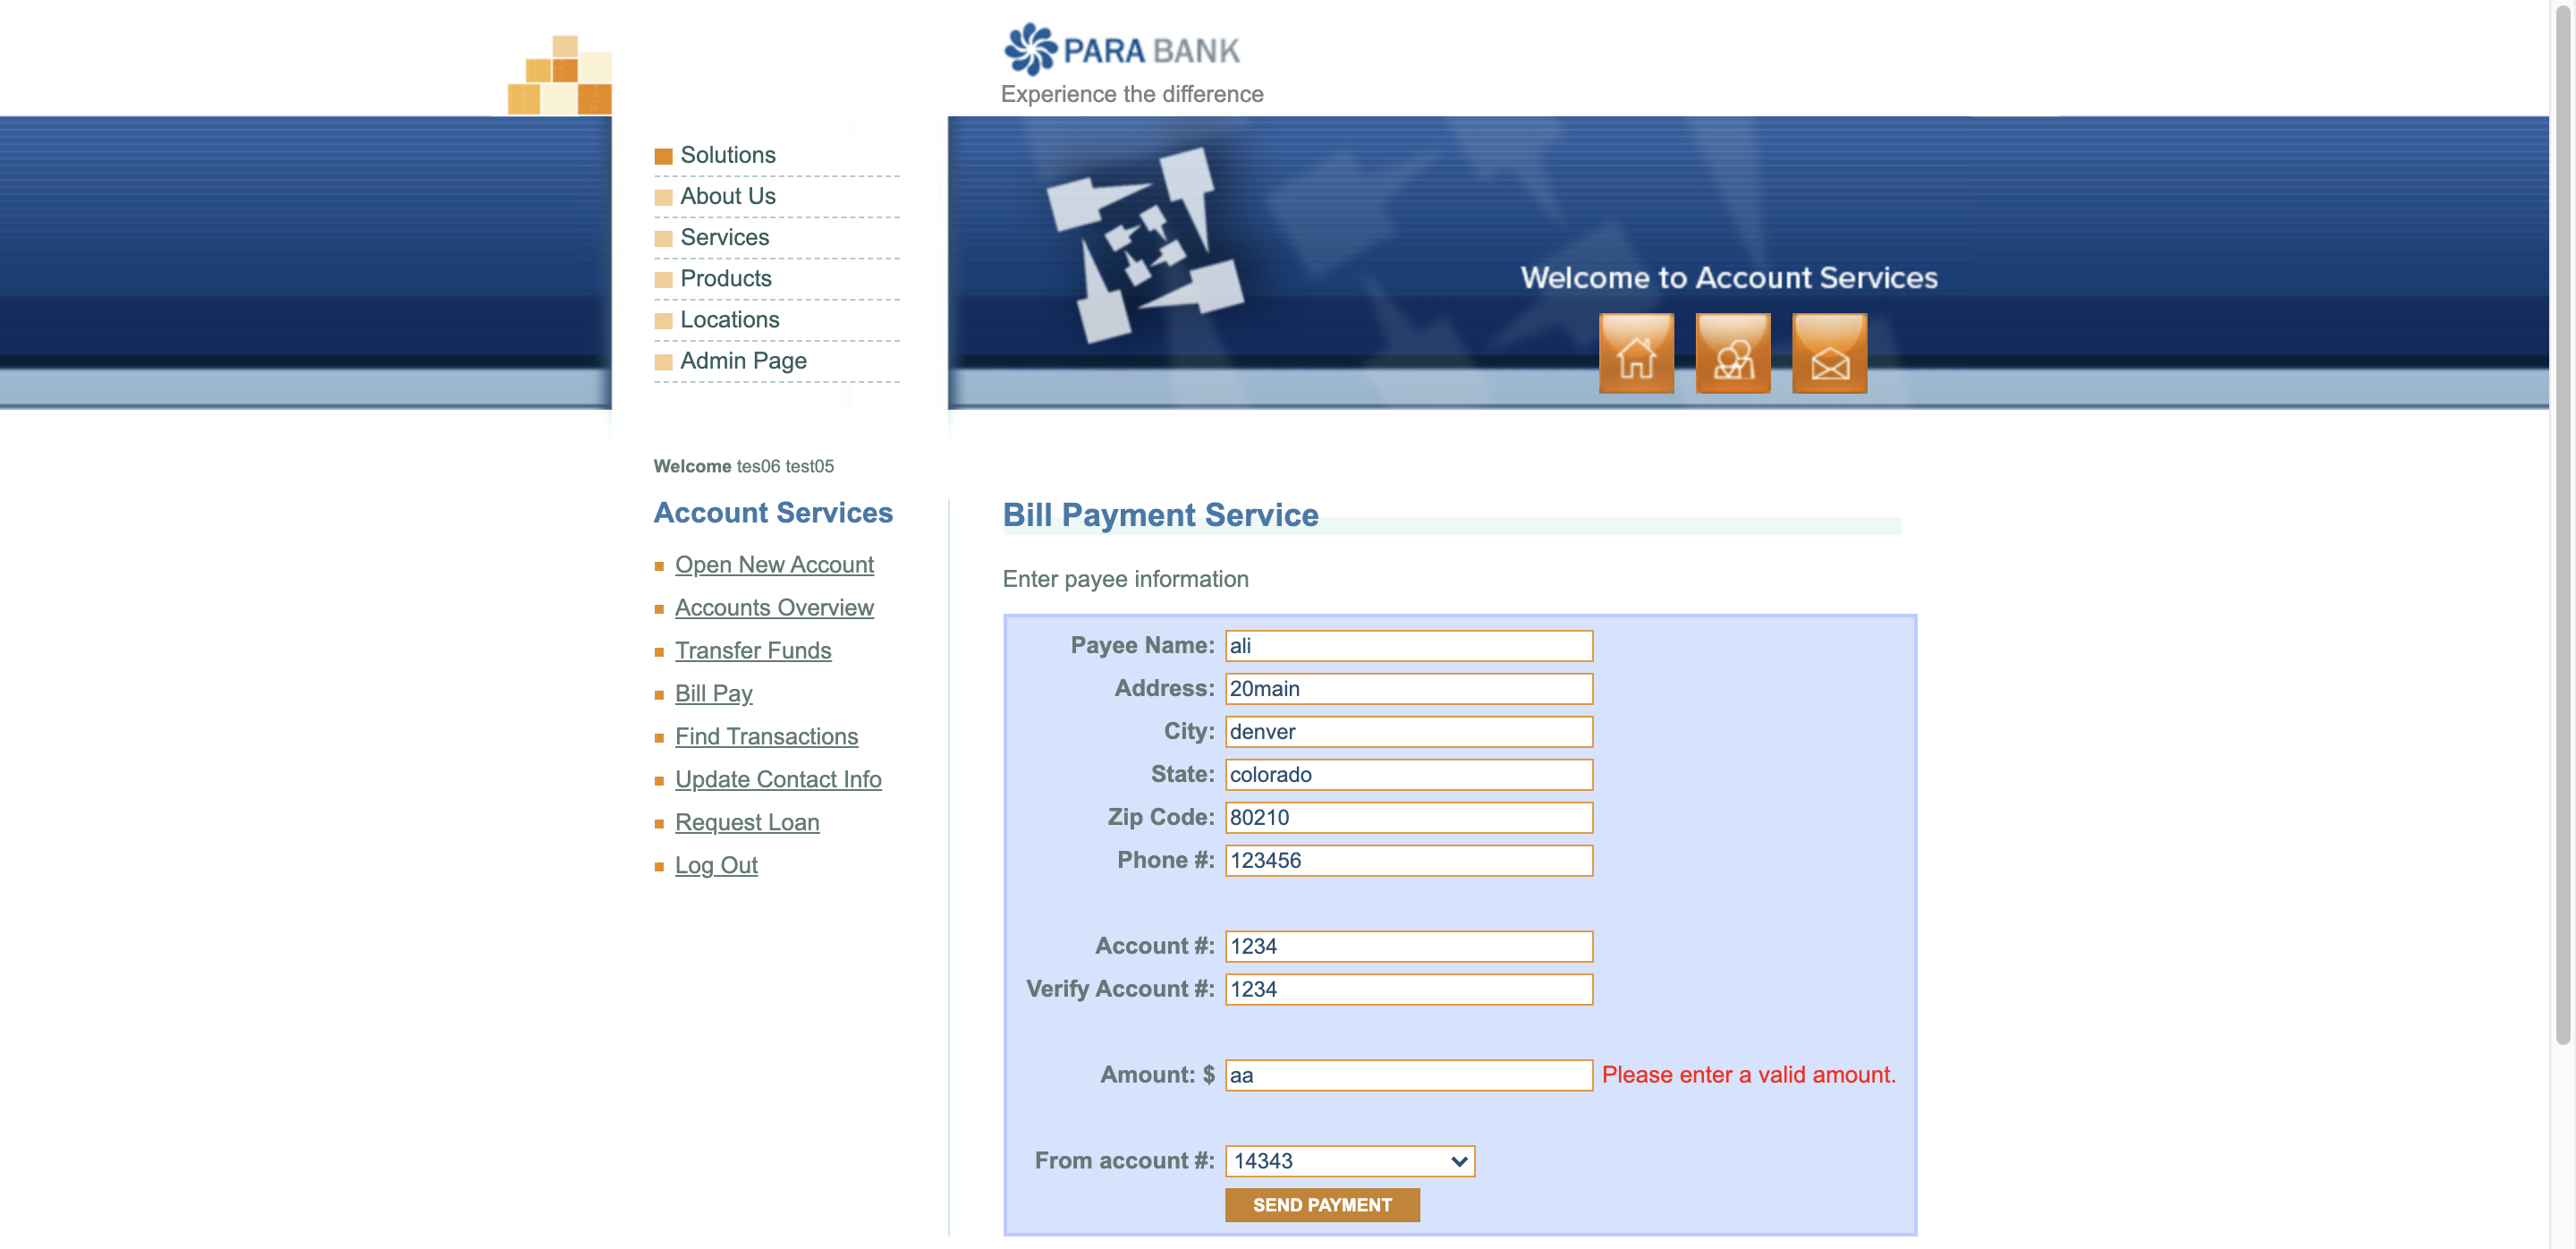 PARA BANK
Experience the difference
Solutions
About Us
Services
Products
Locations
Admin Page
Welcome to Account Services
Welcome tes06 test05
Account Services
Open New Account
Accounts Overview
Transfer Funds
Bill Pay
Find Transactions
Update Contact Info
Request Loan
Log Out
Bill Payment Service
Enter payee information
Payee Name: ali
Address: 20main
City: denver
State: colorado
Zip Code: 80210
Phone #: 123456
Account #: 1234
Verify Account #: 1234
Amount: $ aa Please enter a valid amount.
From account #: 14343
SEND PAYMENT